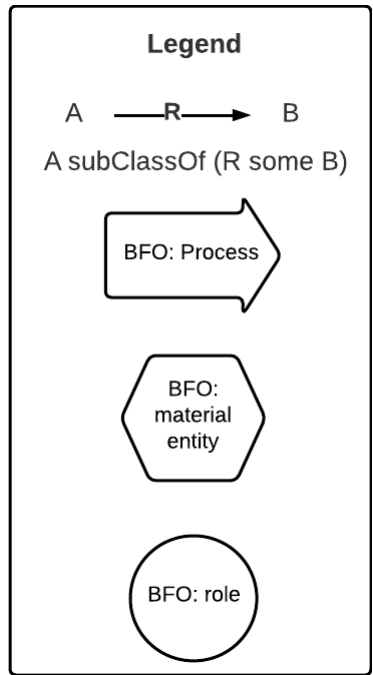 Legend
A R B
A subClassOf (R some B)
BFO: Process
BFO:
material
entity
BFO: role